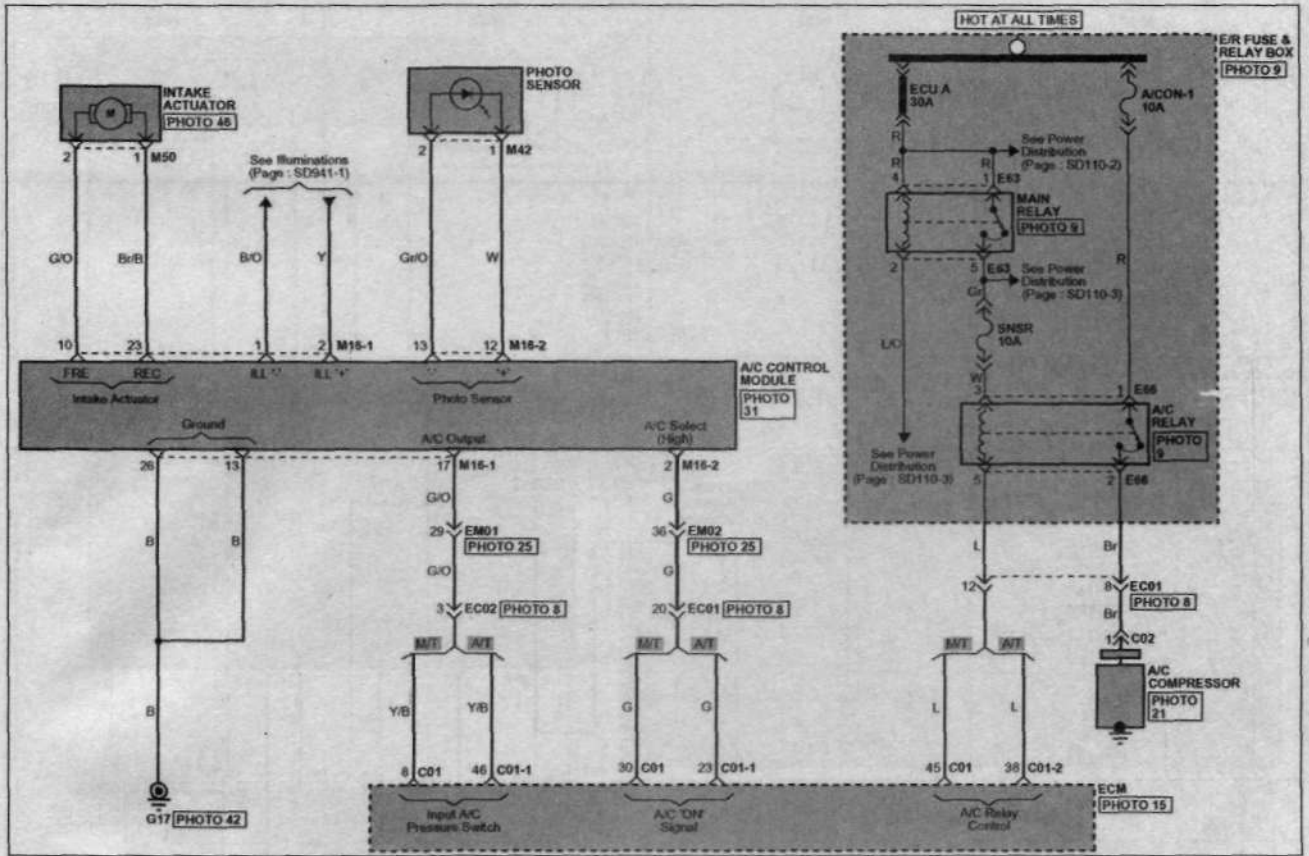 HOT AT ALL TIMES
E/R FUSE &
RELAY BOX
PHOTO 9
ECU A
30A
A/CON-1
10A
PHOTO
SENSOR
INTAKE
ACTUATOR
PHOTO 46
M
2 1 M50
2 1 M42
See Illuminations
(Page : SD941-1)
R
See Power
Distribution
(Page : SD110-2)
R R
4 1 E63
MAIN
RELAY
PHOTO 9
2 5 E63
See Power
Distribution
(Page : SD110-3)
Gr
R
G/O Br/B B/O Y Gr/O W
SNSR
10A
L/O
W
10 23 1 2 M16-1 13 12 M16-2
3 1 E66
FRE REC ILL '-' ILL '+' '-' '+'
Intake Actuator
Photo Sensor
A/C CONTROL
MODULE
PHOTO
31
A/C
RELAY
PHOTO
9
Ground
A/C Output
A/C Select
(High)
See Power
Distribution
(Page : SD110-3)
26 13 17 M16-1 2 M16-2
5 2 E66
G/O G
29 EM01
PHOTO 25
36 EM02
PHOTO 25
B B
L Br
G/O G
12 8 EC01
PHOTO 8
3 EC02 PHOTO 8
20 EC01 PHOTO 8
Br
1 C02
M/T A/T M/T A/T M/T A/T
A/C
COMPRESSOR
PHOTO
21
B
Y/B Y/B G G L L
8 C01 46 C01-1 30 C01 23 C01-1 45 C01 38 C01-2
ECM
PHOTO 15
G17 PHOTO 42
Input A/C
Pressure Switch
A/C 'ON'
Signal
A/C Relay
Control